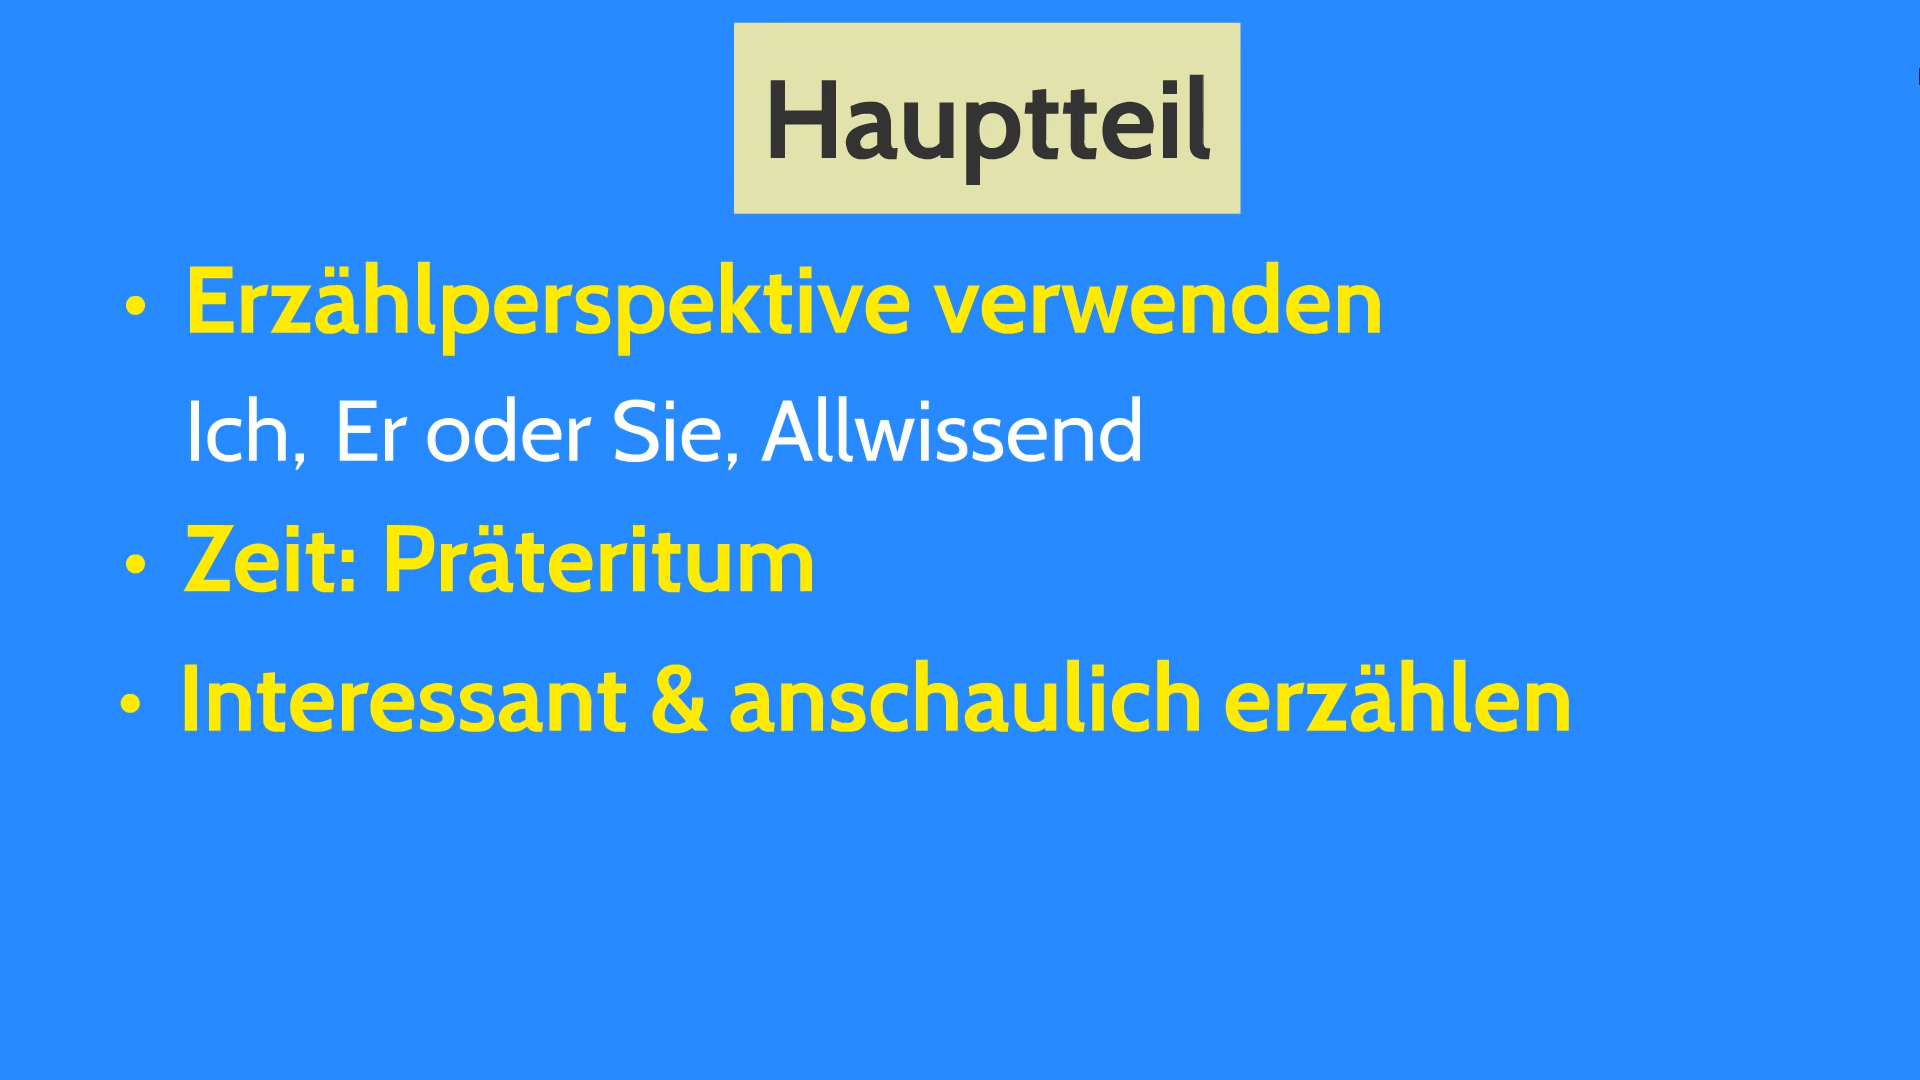 Hauptteil
• Erzählperspektive verwenden
Ich, Er oder Sie, Allwissend
• Zeit: Präteritum
• Interessant & anschaulich erzählen